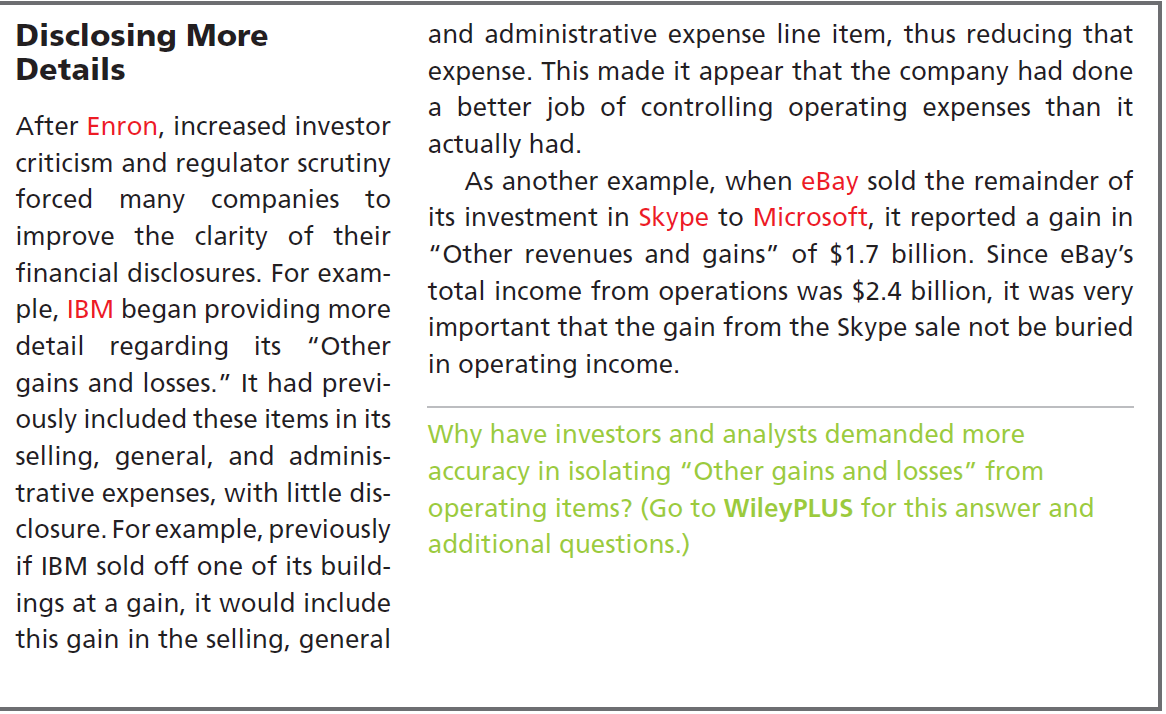 Disclosing More
Details
After Enron, increased investor
criticism and regulator scrutiny
forced many companies to
improve the clarity of their
financial disclosures. For exam-
ple, IBM began providing more
detail regarding its “Other
gains and losses.” It had previ-
ously included these items in its
selling, general, and adminis-
trative expenses, with little dis-
closure. For example, previously
if IBM sold off one of its build-
ings at a gain, it would include
this gain in the selling, general
and administrative expense line item, thus reducing that
expense. This made it appear that the company had done
a better job of controlling operating expenses than it
actually had.
As another example, when eBay sold the remainder of
its investment in Skype to Microsoft, it reported a gain in
“Other revenues and gains” of $1.7 billion. Since eBay’s
total income from operations was $2.4 billion, it was very
important that the gain from the Skype sale not be buried
in operating income.
Why have investors and analysts demanded more
accuracy in isolating “Other gains and losses” from
operating items? (Go to WileyPLUS for this answer and
additional questions.)